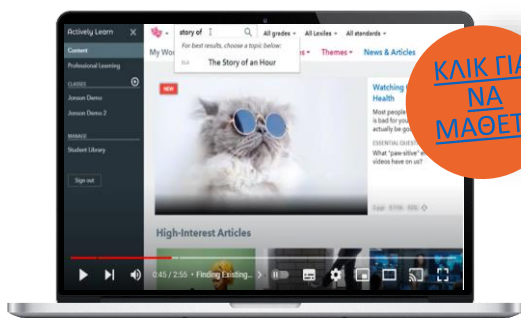 Actively Learn X
story of
All grades
All Lexiles
All standards
Content
For best results, choose a topic below:
ELA The Story of an Hour
My Wo
Themes
News & Articles
Professional Learning
CLASSES
Jonson Demo
Jonson Demo 2
MANAGE
Student Library
Sign out
NEW
Watching
Health
Most people
is bad for you
actually be go
ESSENTIAL QUEST
What "paw-sitive" e
videos have on us?
High-Interest Articles
0:45 / 2:55 • Finding Existing...
ΚΛΙΚ ΓΙΑ
ΝΑ
ΜΑΘΕΤ